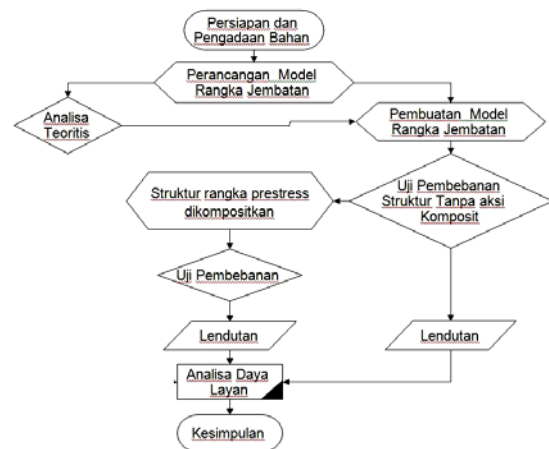 Persiapan dan
Pengadaan Bahan
Perancangan Model
Rangka Jembatan
Analisa
Teoritis
Pembuatan Model
Rangka Jembatan
Uji Pembebanan
Struktur Tanpa aksi
Komposit
Struktur rangka prestress
dikompositkan
Uji Pembebanan
Lendutan
Lendutan
Analisa Daya
Layan
Kesimpulan